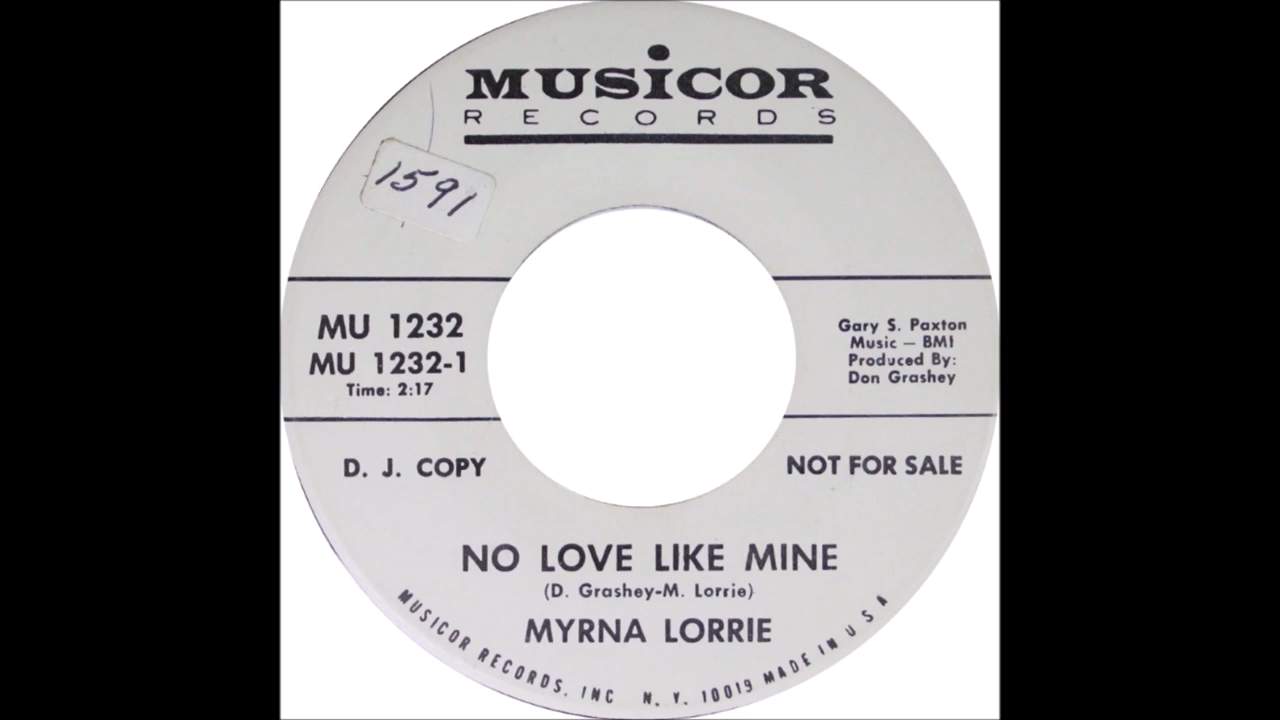 MUSiCOR
RECORDS
1591
MU 1232
MU 1232-1
Time: 2:17
Gary S. Paxton
Music — BMI
Produced By:
Don Grashey
D. J. COPY
NOT FOR SALE
NO LOVE LIKE MINE
(D. Grashey-M. Lorrie)
MYRNA LORRIE
MUSICOR RECORDS, INC N. Y. 10019 MADE IN U S A